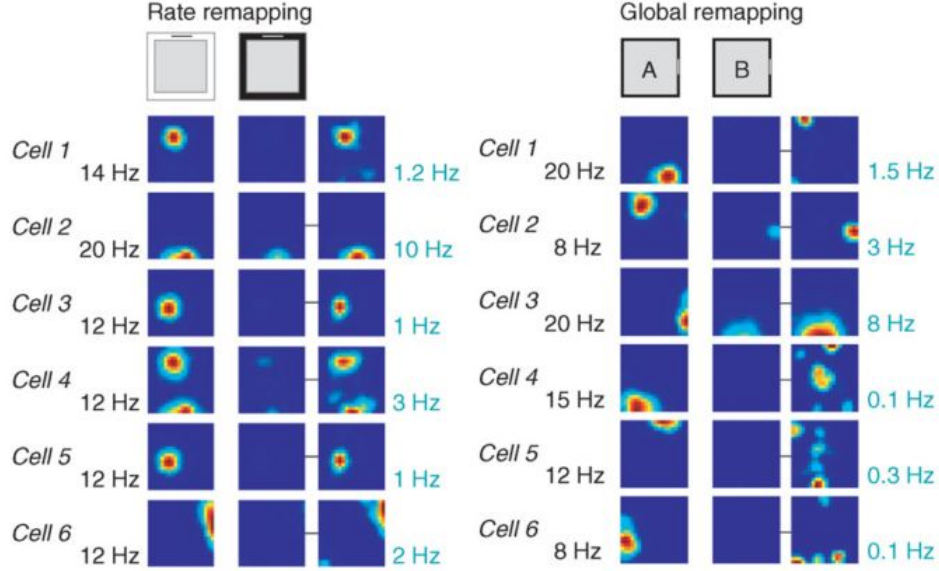 Rate remapping
Global remapping
A
B
Cell 1
14 Hz
1.2 Hz
Cell 2
20 Hz
10 Hz
Cell 3
12 Hz
1 Hz
Cell 4
12 Hz
3 Hz
Cell 5
12 Hz
1 Hz
Cell 6
12 Hz
2 Hz
Cell 1
20 Hz
1.5 Hz
Cell 2
8 Hz
3 Hz
Cell 3
20 Hz
8 Hz
Cell 4
15 Hz
0.1 Hz
Cell 5
12 Hz
0.3 Hz
Cell 6
8 Hz
0.1 Hz